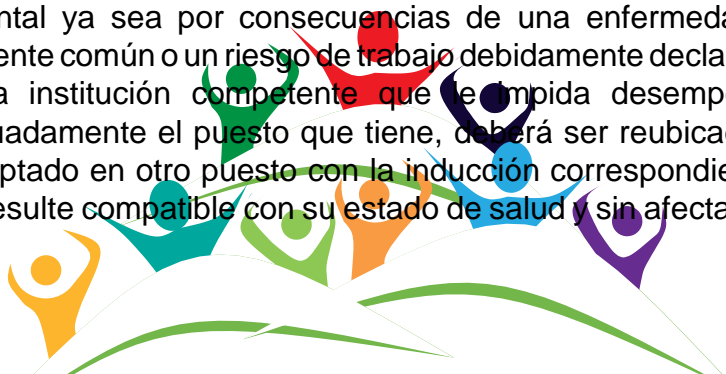 ntal ya sea por consecuencias de una enfermeda
ente común o un riesgo de trabajo debidamente decla
a institución competente que le impida desemp
uadamente el puesto que tiene, deberá ser reubica
ptado en otro puesto con la inducción correspondie
esulte compatible con su estado de salud y sin afecta